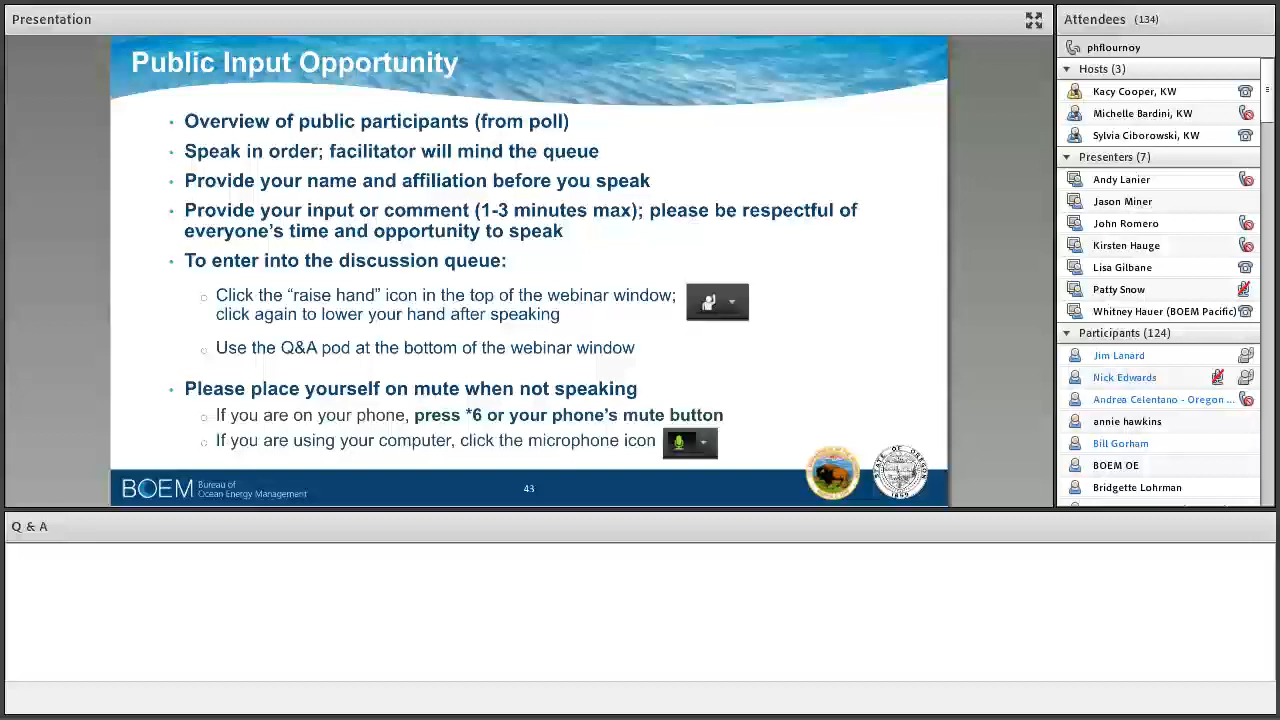 Presentation
Public Input Opportunity
• Overview of public participants (from poll)
• Speak in order; facilitator will mind the queue
• Provide your name and affiliation before you speak
• Provide your input or comment (1-3 minutes max); please be respectful of
everyone's time and opportunity to speak
• To enter into the discussion queue:
○ Click the “raise hand” icon in the top of the webinar window;
click again to lower your hand after speaking
○ Use the Q&A pod at the bottom of the webinar window
• Please place yourself on mute when not speaking
○ If you are on your phone, press *6 or your phone's mute button
○ If you are using your computer, click the microphone icon
BOEM Bureau of
Ocean Energy Management
43
STATE OF OREGON
1859
Attendees (134)
phflournoy
Hosts (3)
Kacy Cooper, KW
Michelle Bardini, KW
Sylvia Ciborowski, KW
Presenters (7)
Andy Lanier
Jason Miner
John Romero
Kirsten Hauge
Lisa Gilbane
Patty Snow
Whitney Hauer (BOEM Pacific)
Participants (124)
Jim Lanard
Nick Edwards
Andrea Celentano - Oregon ...
annie hawkins
Bill Gorham
BOEM OE
Bridgette Lohrman
Q & A